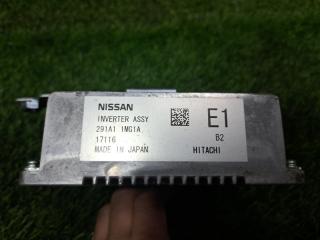 NISSAN
INVERTER ASSY
291A1 1MG1A
17116
MADE IN JAPAN
E1
B2
HITACHI